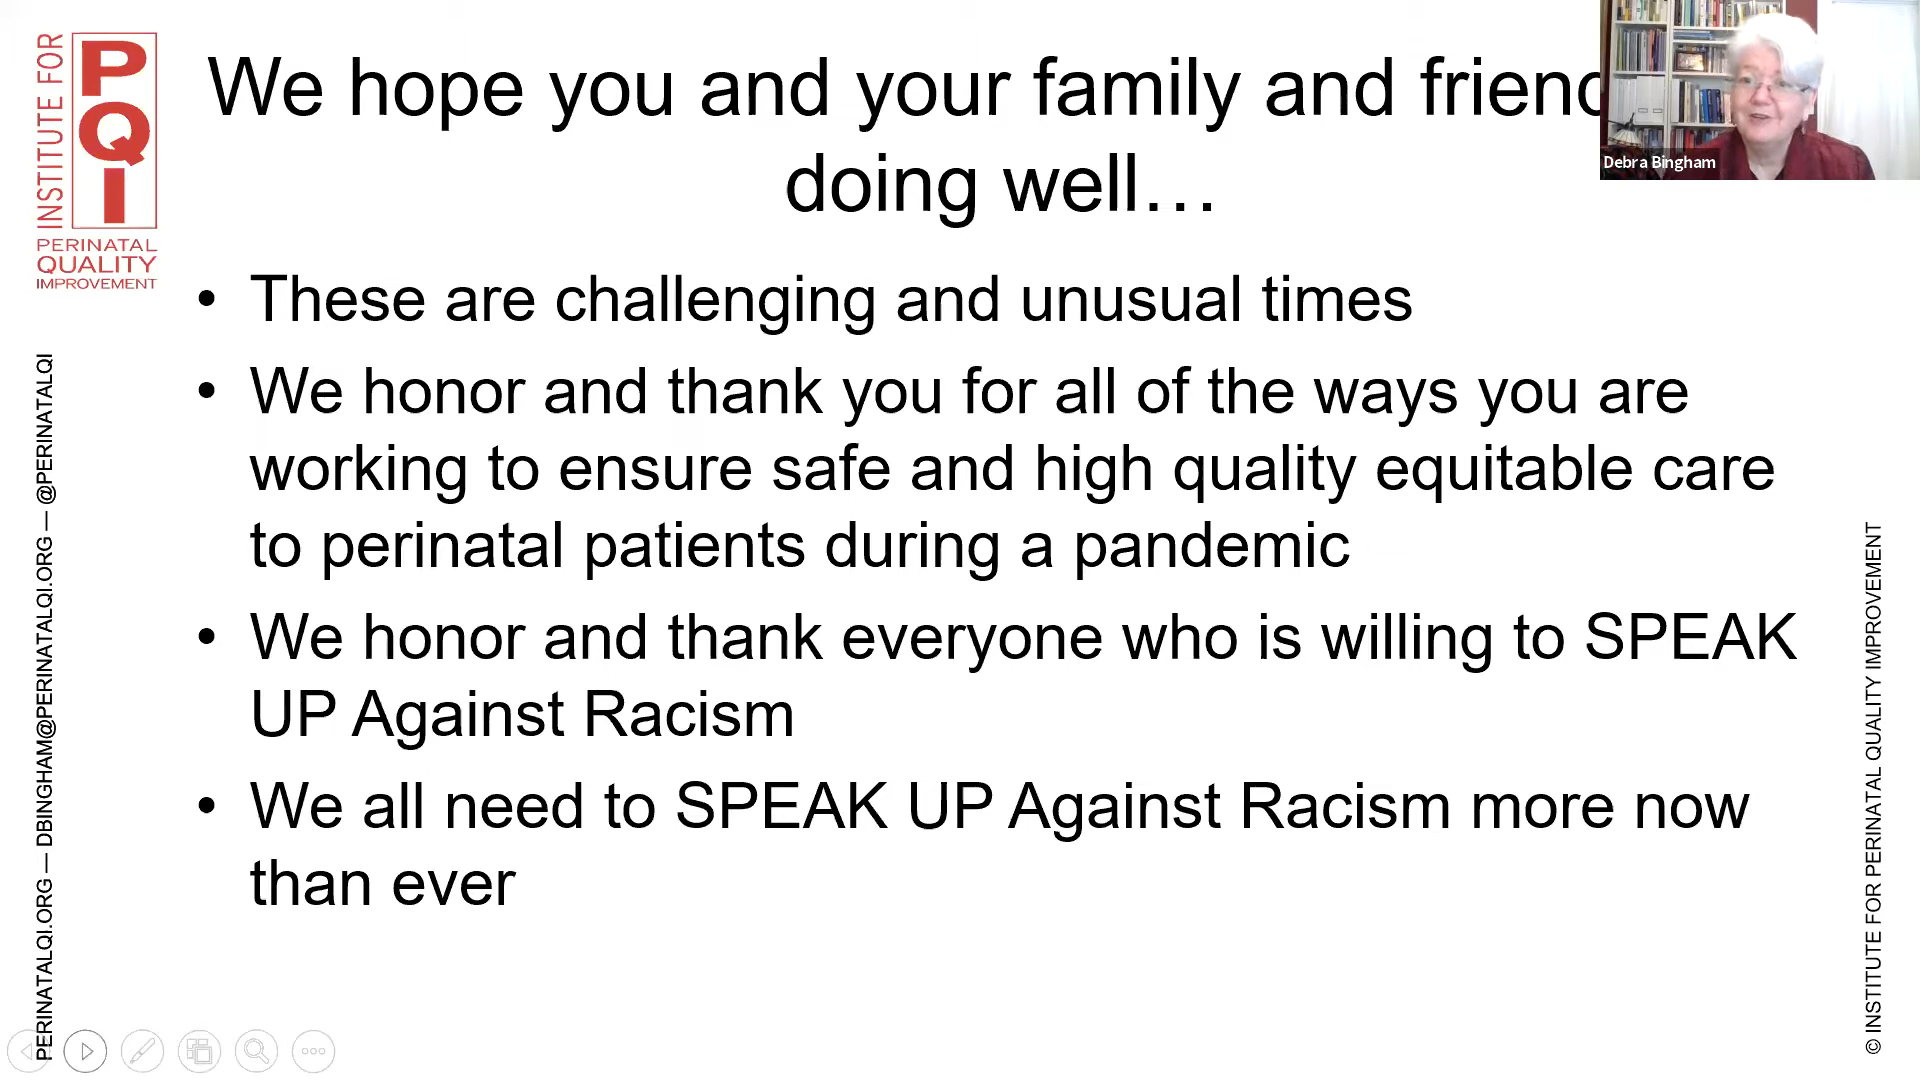 INSTITUTE FOR
PQI
PERINATAL
QUALITY
IMPROVEMENT
We hope you and your family and
doing well…
Debra Bingham
• These are challenging and unusual times
• We honor and thank you for all of the ways you are
working to ensure safe and high quality equitable care
to perinatal patients during a pandemic
• We honor and thank everyone who is willing to SPEAK
UP Against Racism
• We all need to SPEAK UP Against Racism more now
than ever
PERINATALQI.ORG — DBINGHAM@PERINATALQI.ORG — @PERINATALQI
© INSTITUTE FOR PERINATAL QUALITY IMPROVEMENT